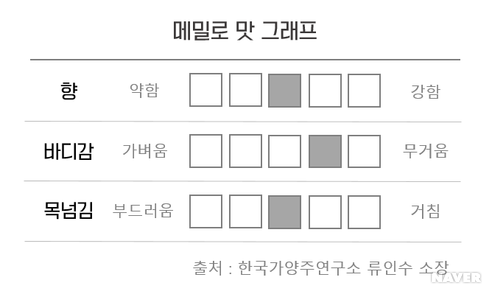 메밀로 맛 그래프
향 약함 강함
바디감 가벼움 무거움
목넘김 부드러움 거침
출처 : 한국가양주연구소 류인수 소장
NAVER